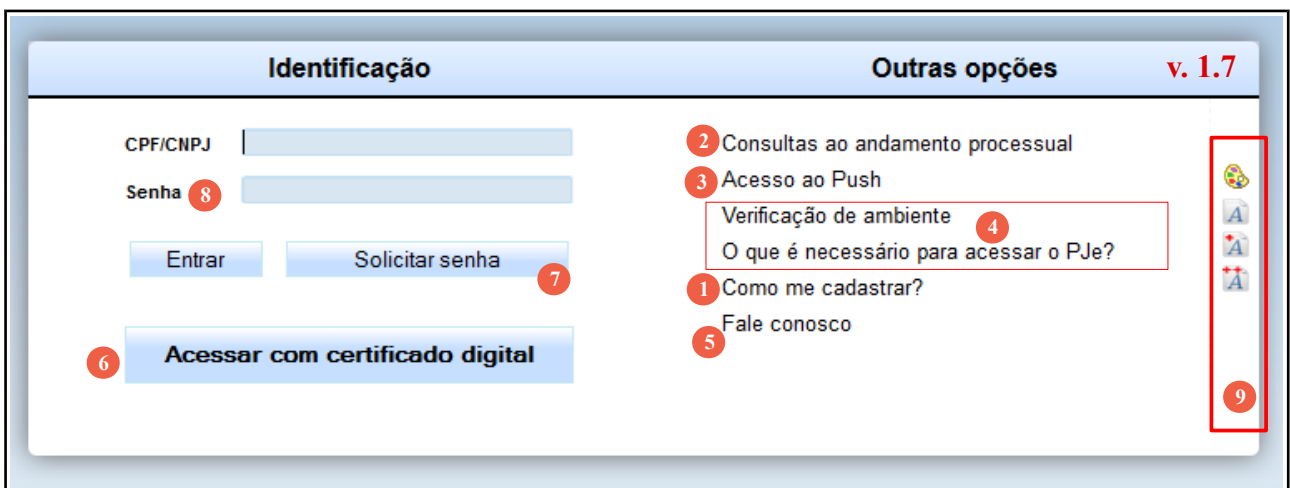 Identificação
Outras opções
v. 1.7
CPF/CNPJ
Senha 8
Entrar
Solicitar senha
7
6 Acessar com certificado digital
2 Consultas ao andamento processual
3 Acesso ao Push
Verificação de ambiente 4
O que é necessário para acessar o PJe?
1 Como me cadastrar?
5 Fale conosco
A
A
A
9